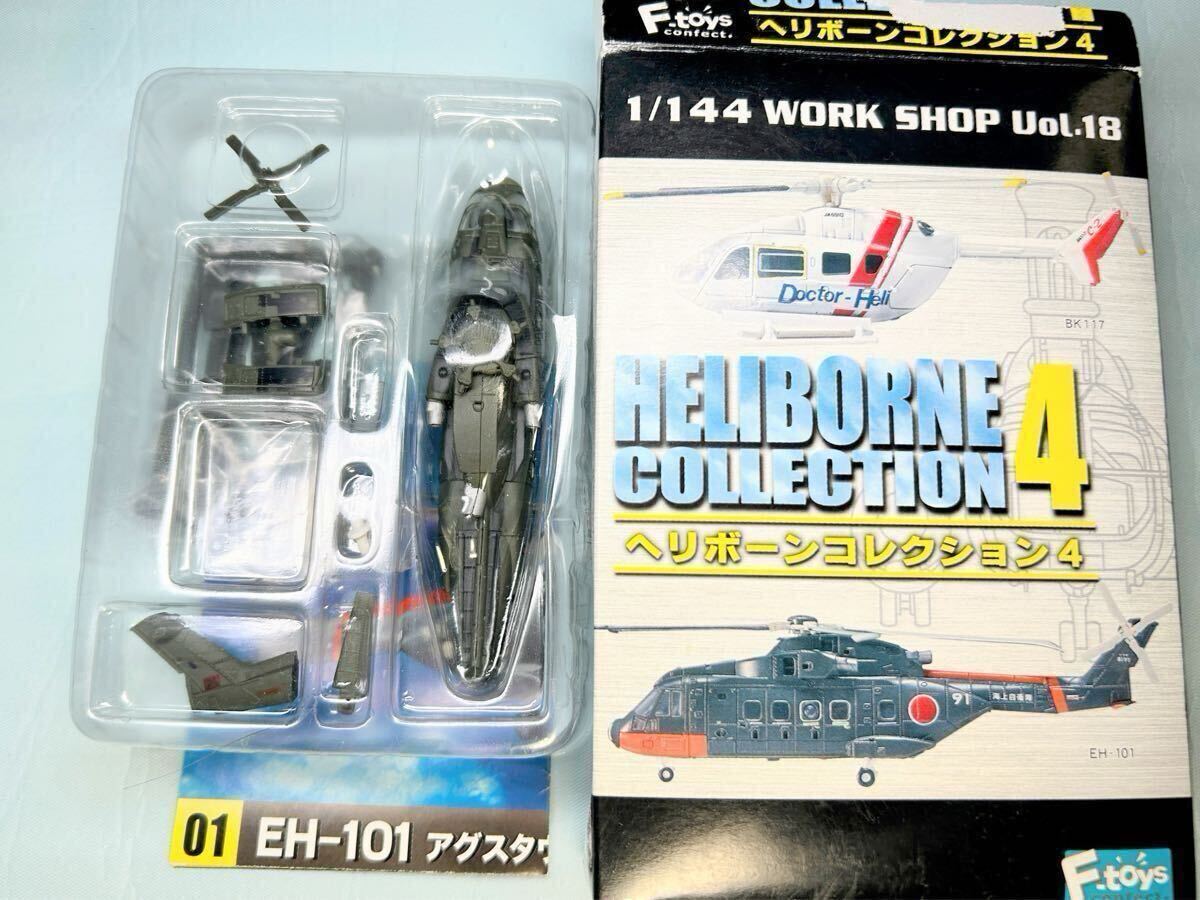 F-toys
confect.
ヘリボーンコレクション4
1/144 WORK SHOP Vol.18
JA6910
C-2
Doctor-Heli
BK117
HELIBORNE
COLLECTION 4
ヘリボーンコレクション4
91
海上自衛隊
EH-101
01 EH-101 アグスタウ
F-toys
confect.